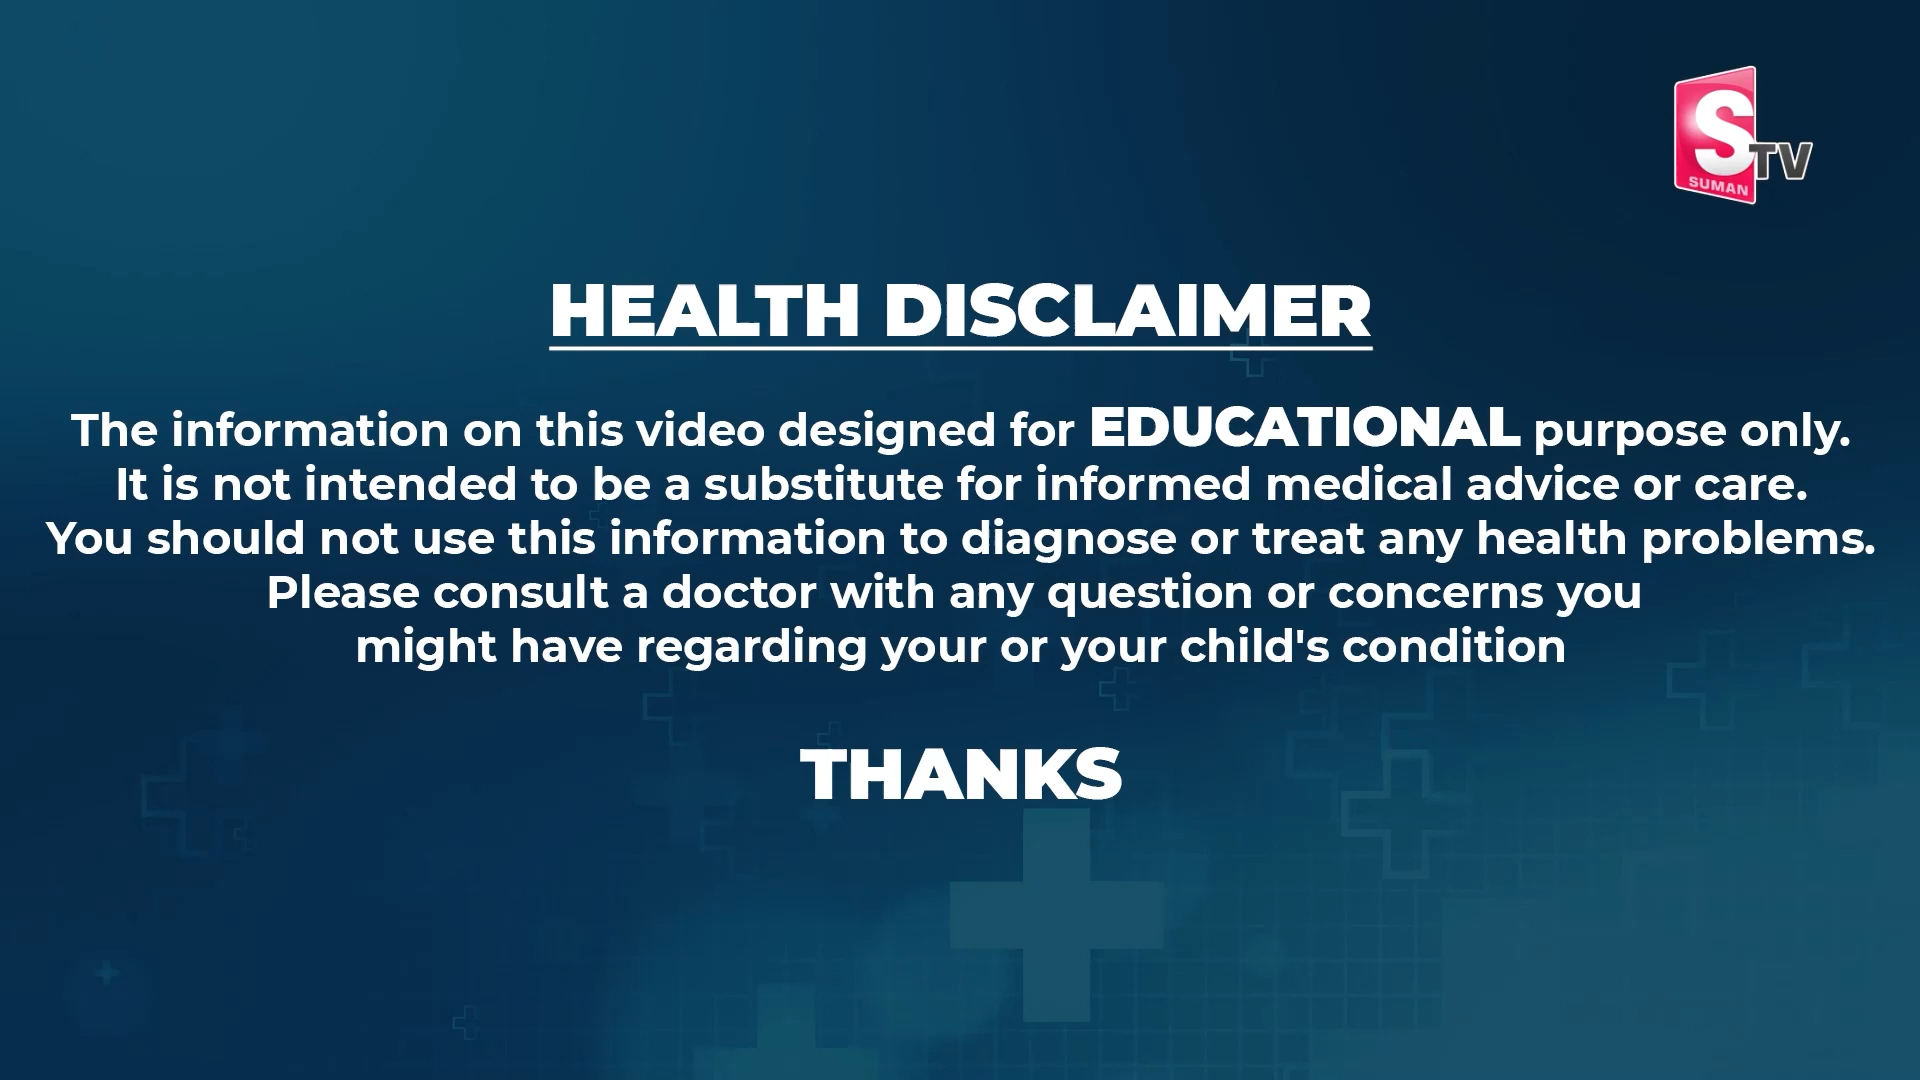 S
TV
SUMAN
HEALTH DISCLAIMER
The information on this video designed for EDUCATIONAL purpose only.
It is not intended to be a substitute for informed medical advice or care.
You should not use this information to diagnose or treat any health problems.
Please consult a doctor with any question or concerns you
might have regarding your or your child's condition
THANKS